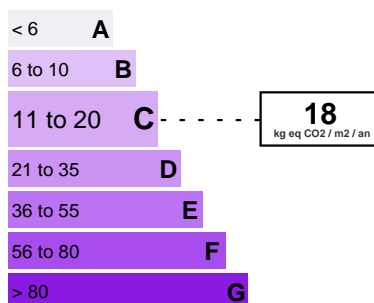 < 6 A
6 to 10 B
11 to 20 C
18
kg eq CO2 / m2 / an
21 to 35 D
36 to 55 E
56 to 80 F
> 80 G